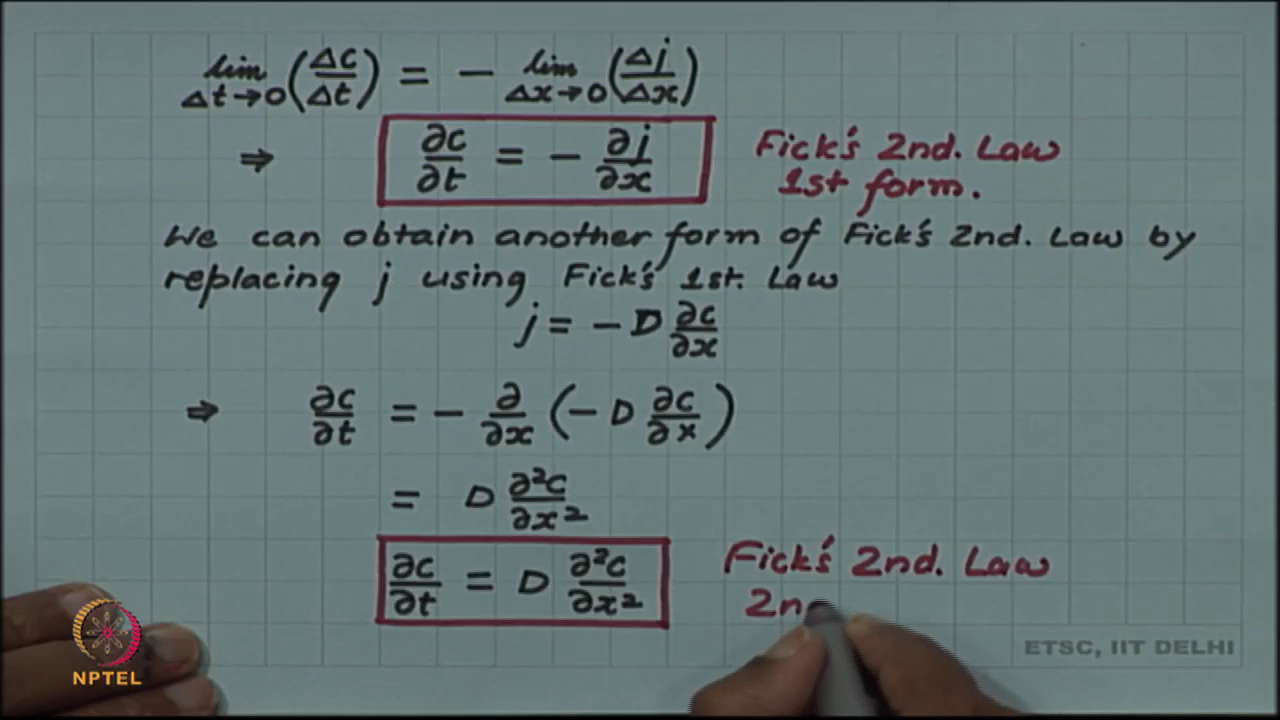 lim Δt→0 (Δc/Δt) = − lim Δx→0 (Δj/Δx)
⇒ ∂c/∂t = − ∂j/∂x
Fick's 2nd. Law
1st form.
We can obtain another form of Fick's 2nd. Law by
replacing j using Fick's 1st. Law
j = − D ∂c/∂x
⇒ ∂c/∂t = − ∂/∂x (− D ∂c/∂x)
= D ∂²c/∂x²
∂c/∂t = D ∂²c/∂x²
Fick's 2nd. Law
2n
ETSC, IIT DELHI
NPTEL